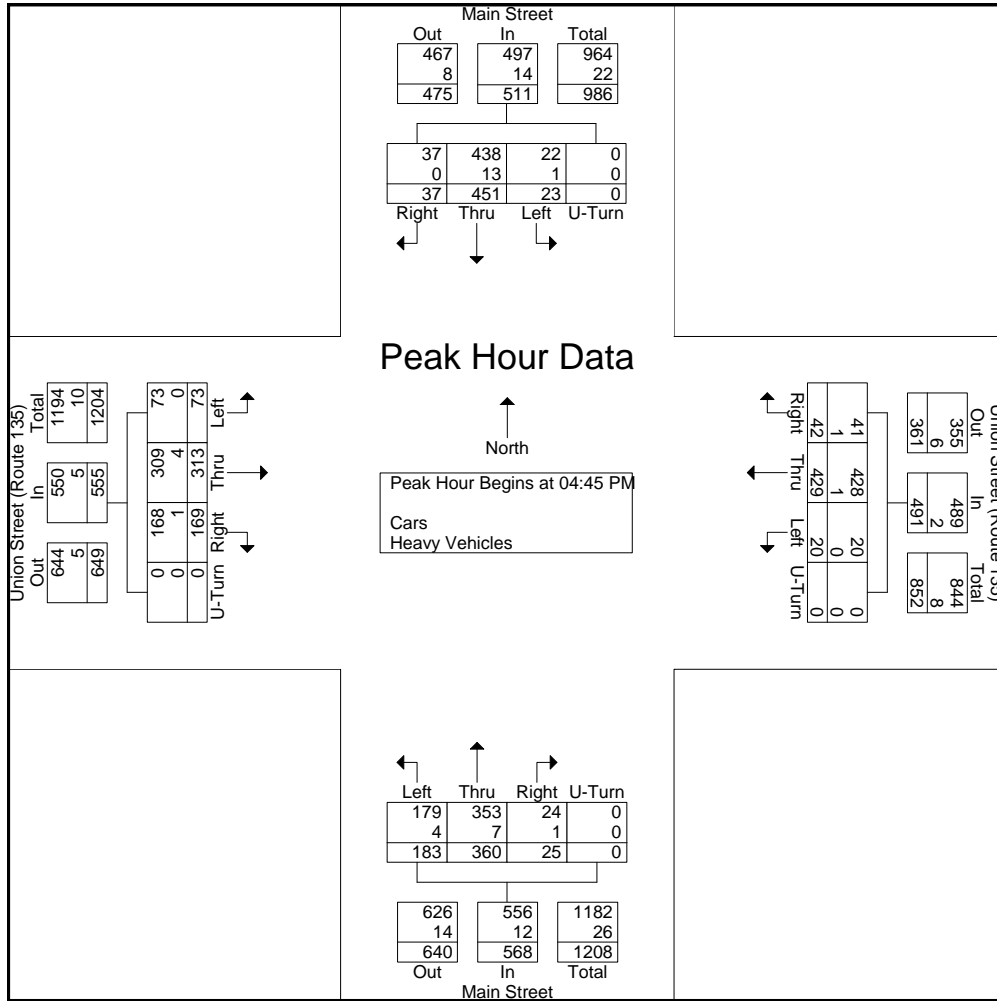 Main Street
Out In Total
467 497 964
8 14 22
475 511 986
37 438 22 0
0 13 1 0
37 451 23 0
Right Thru Left U-Turn
Peak Hour Data
North
Peak Hour Begins at 04:45 PM
Cars
Heavy Vehicles
Union Street (Route 135)
Total In Out
1194 550 644
10 5 5
1204 555 649
73 309 168 0
0 4 1 0
73 313 169 0
Left Thru Right U-Turn
Union Street (Route 135)
Out In Total
355 489 844
6 2 8
361 491 852
41 428 20 0
1 1 0 0
42 429 20 0
Right Thru Left U-Turn
Left Thru Right U-Turn
179 353 24 0
4 7 1 0
183 360 25 0
626 556 1182
14 12 26
640 568 1208
Out In Total
Main Street